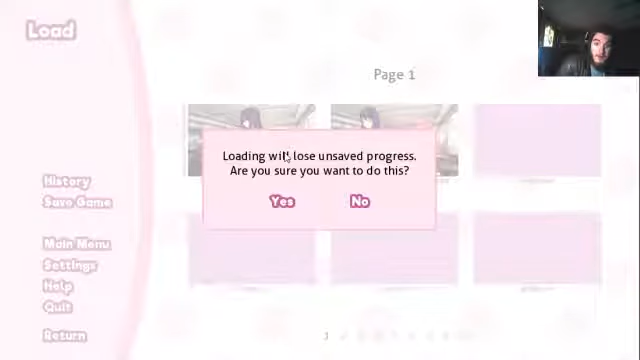 Load
Page 1
Loading will lose unsaved progress.
Are you sure you want to do this?
Yes
No
History
Save Game
Main Menu
Settings
Help
Quit
Return
1